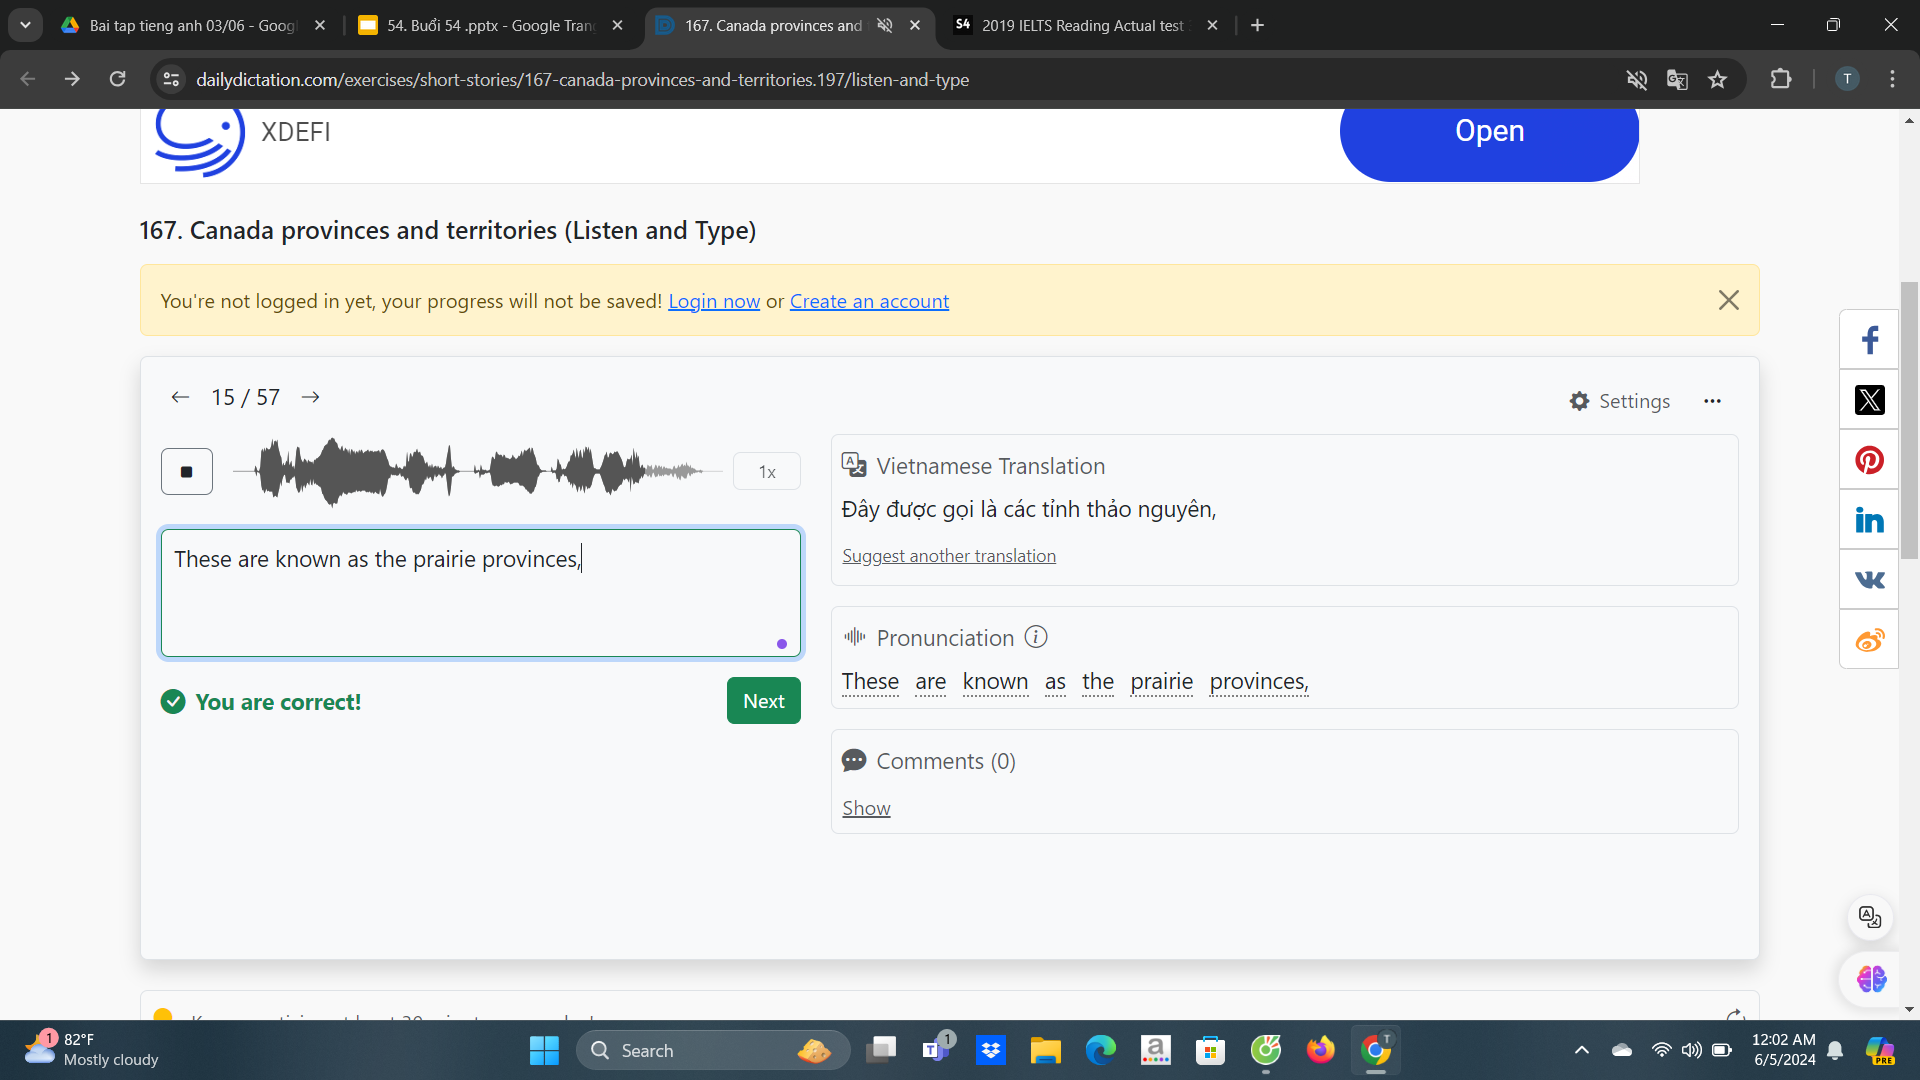 Bai tap tieng anh 03/06 - Googl
54. Buổi 54 .pptx - Google Tran
167. Canada provinces and
S4 2019 IELTS Reading Actual test
dailydictation.com/exercises/short-stories/167-canada-provinces-and-territories.197/listen-and-type
T
XDEFI
Open
167. Canada provinces and territories (Listen and Type)
You're not logged in yet, your progress will not be saved! Login now or Create an account
15 / 57
Settings
1x
Vietnamese Translation
Đây được gọi là các tỉnh thảo nguyên,
Suggest another translation
These are known as the prairie provinces,
Pronunciation
These are known as the prairie provinces,
You are correct!
Next
Comments (0)
Show
1
82°F
Mostly cloudy
Search
1
T
12:02 AM
6/5/2024
PRE